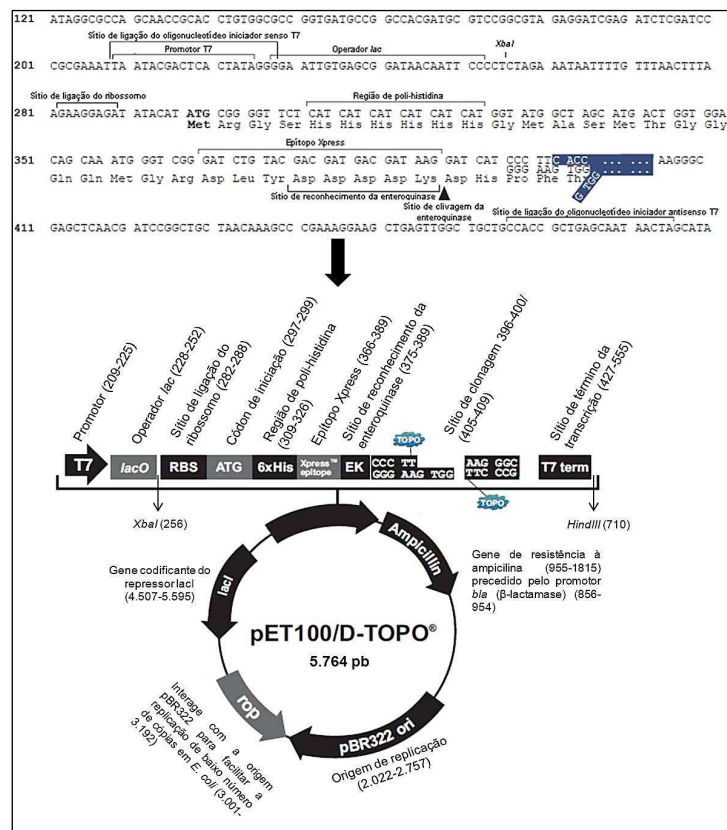 121 ATAGGCGCCA GCAACCGCAC CTGTGGCGCC GGTGATGCCG GCCACGATGC GTCCGGCGTA GAGGATCGAG ATCTCGATCC
Sítio de ligação do oligonucleotídeo iniciador senso T7
Promotor T7
Operador lac
XbaI
201 CGCGAAATTA ATACGACTCA CTATAGGGGA ATTGTGAGCG GATAACAATT CCCCTCTAGA AATAATTTTG TTTAACTTTA
Sítio de ligação do ribossomo
Região de poli-histidina
281 AGAAGGAGAT ATACAT ATG CGG GGT TCT CAT CAT CAT CAT CAT CAT GGT ATG GCT AGC ATG ACT GGT GGA
Met Arg Gly Ser His His His His His His Gly Met Ala Ser Met Thr Gly Gly
Epítopo Xpress
351 CAG CAA ATG GGT CGG GAT CTG TAC GAC GAT GAC GAT AAG GAT CAT CCC TTC ACC ... ... AAGGGC
GGG AAG TGG ... ...
Gln Gln Met Gly Arg Asp Leu Tyr Asp Asp Asp Asp Lys Asp His Pro Phe Thr
G TGG
Sítio de reconhecimento da enteroquinase
Sítio de clivagem da enteroquinase
Sítio de ligação do oligonucleotídeo iniciador antisenso T7
411 GAGCTCAACG ATCCGGCTGC TAACAAAGCC CGAAAGGAAG CTGAGTTGGC TGCTGCCACC GCTGAGCAAT AACTAGCATA
Promotor (209-225)
Operador lac (228-252)
Sítio de ligação do
ribossomo (282-288)
Códon de iniciação (297-299)
Região de poli-histidina
(309-326)
Epítopo Xpress (366-389)
Sítio de reconhecimento da
enteroquinase (375-389)
Sítio de clonagem 396-400/
(405-409)
Sítio de término da
transcrição (427-555)
T7
lacO
RBS
ATG
6xHis
Xpress™
epitope
EK
CCC TT
GGG AAG TGG
TOPO
AAG GGC
TTC CCG
TOPO
T7 term
XbaI (256)
HindIII (710)
Gene codificante do
repressor lacI
(4.507-5.595)
lacI
Ampicillin
Gene de resistência à
ampicilina (955-1815)
precedido pelo promotor
bla (β-lactamase) (856-
954)
pET100/D-TOPO®
5.764 pb
rop
pBR322 ori
Interage com a origem
pBR322 para facilitar a
replicação de baixo número
de cópias em E. coli (3.001-
3.192)
Origem de replicação
(2.022-2.757)